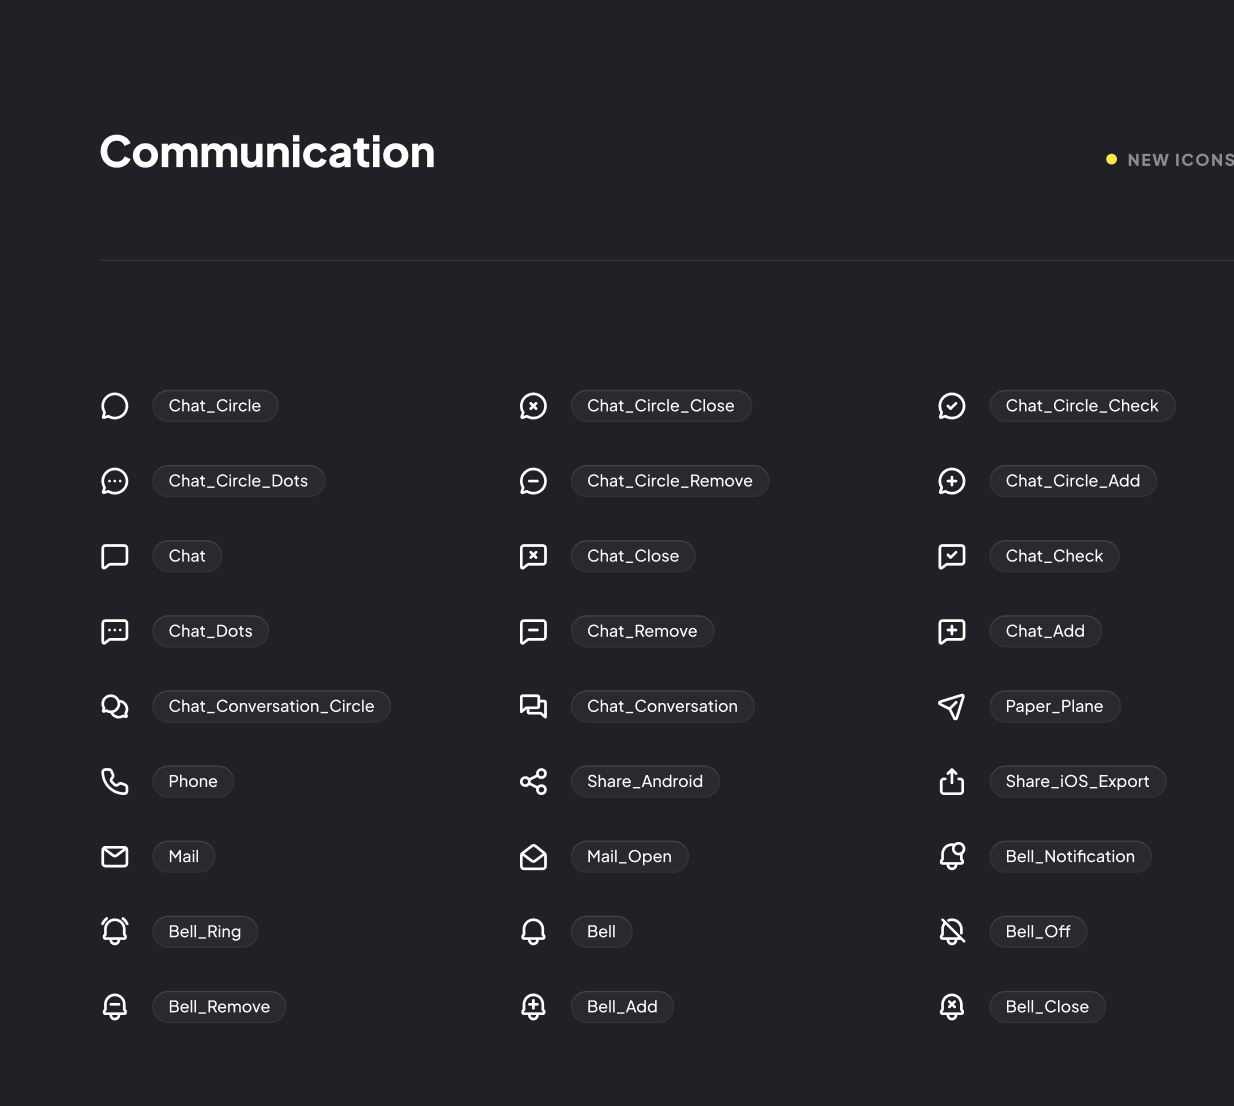 Communication
NEW ICONS
Chat_Circle
Chat_Circle_Close
Chat_Circle_Check
Chat_Circle_Dots
Chat_Circle_Remove
Chat_Circle_Add
Chat
Chat_Close
Chat_Check
Chat_Dots
Chat_Remove
Chat_Add
Chat_Conversation_Circle
Chat_Conversation
Paper_Plane
Phone
Share_Android
Share_iOS_Export
Mail
Mail_Open
Bell_Notification
Bell_Ring
Bell
Bell_Off
Bell_Remove
Bell_Add
Bell_Close